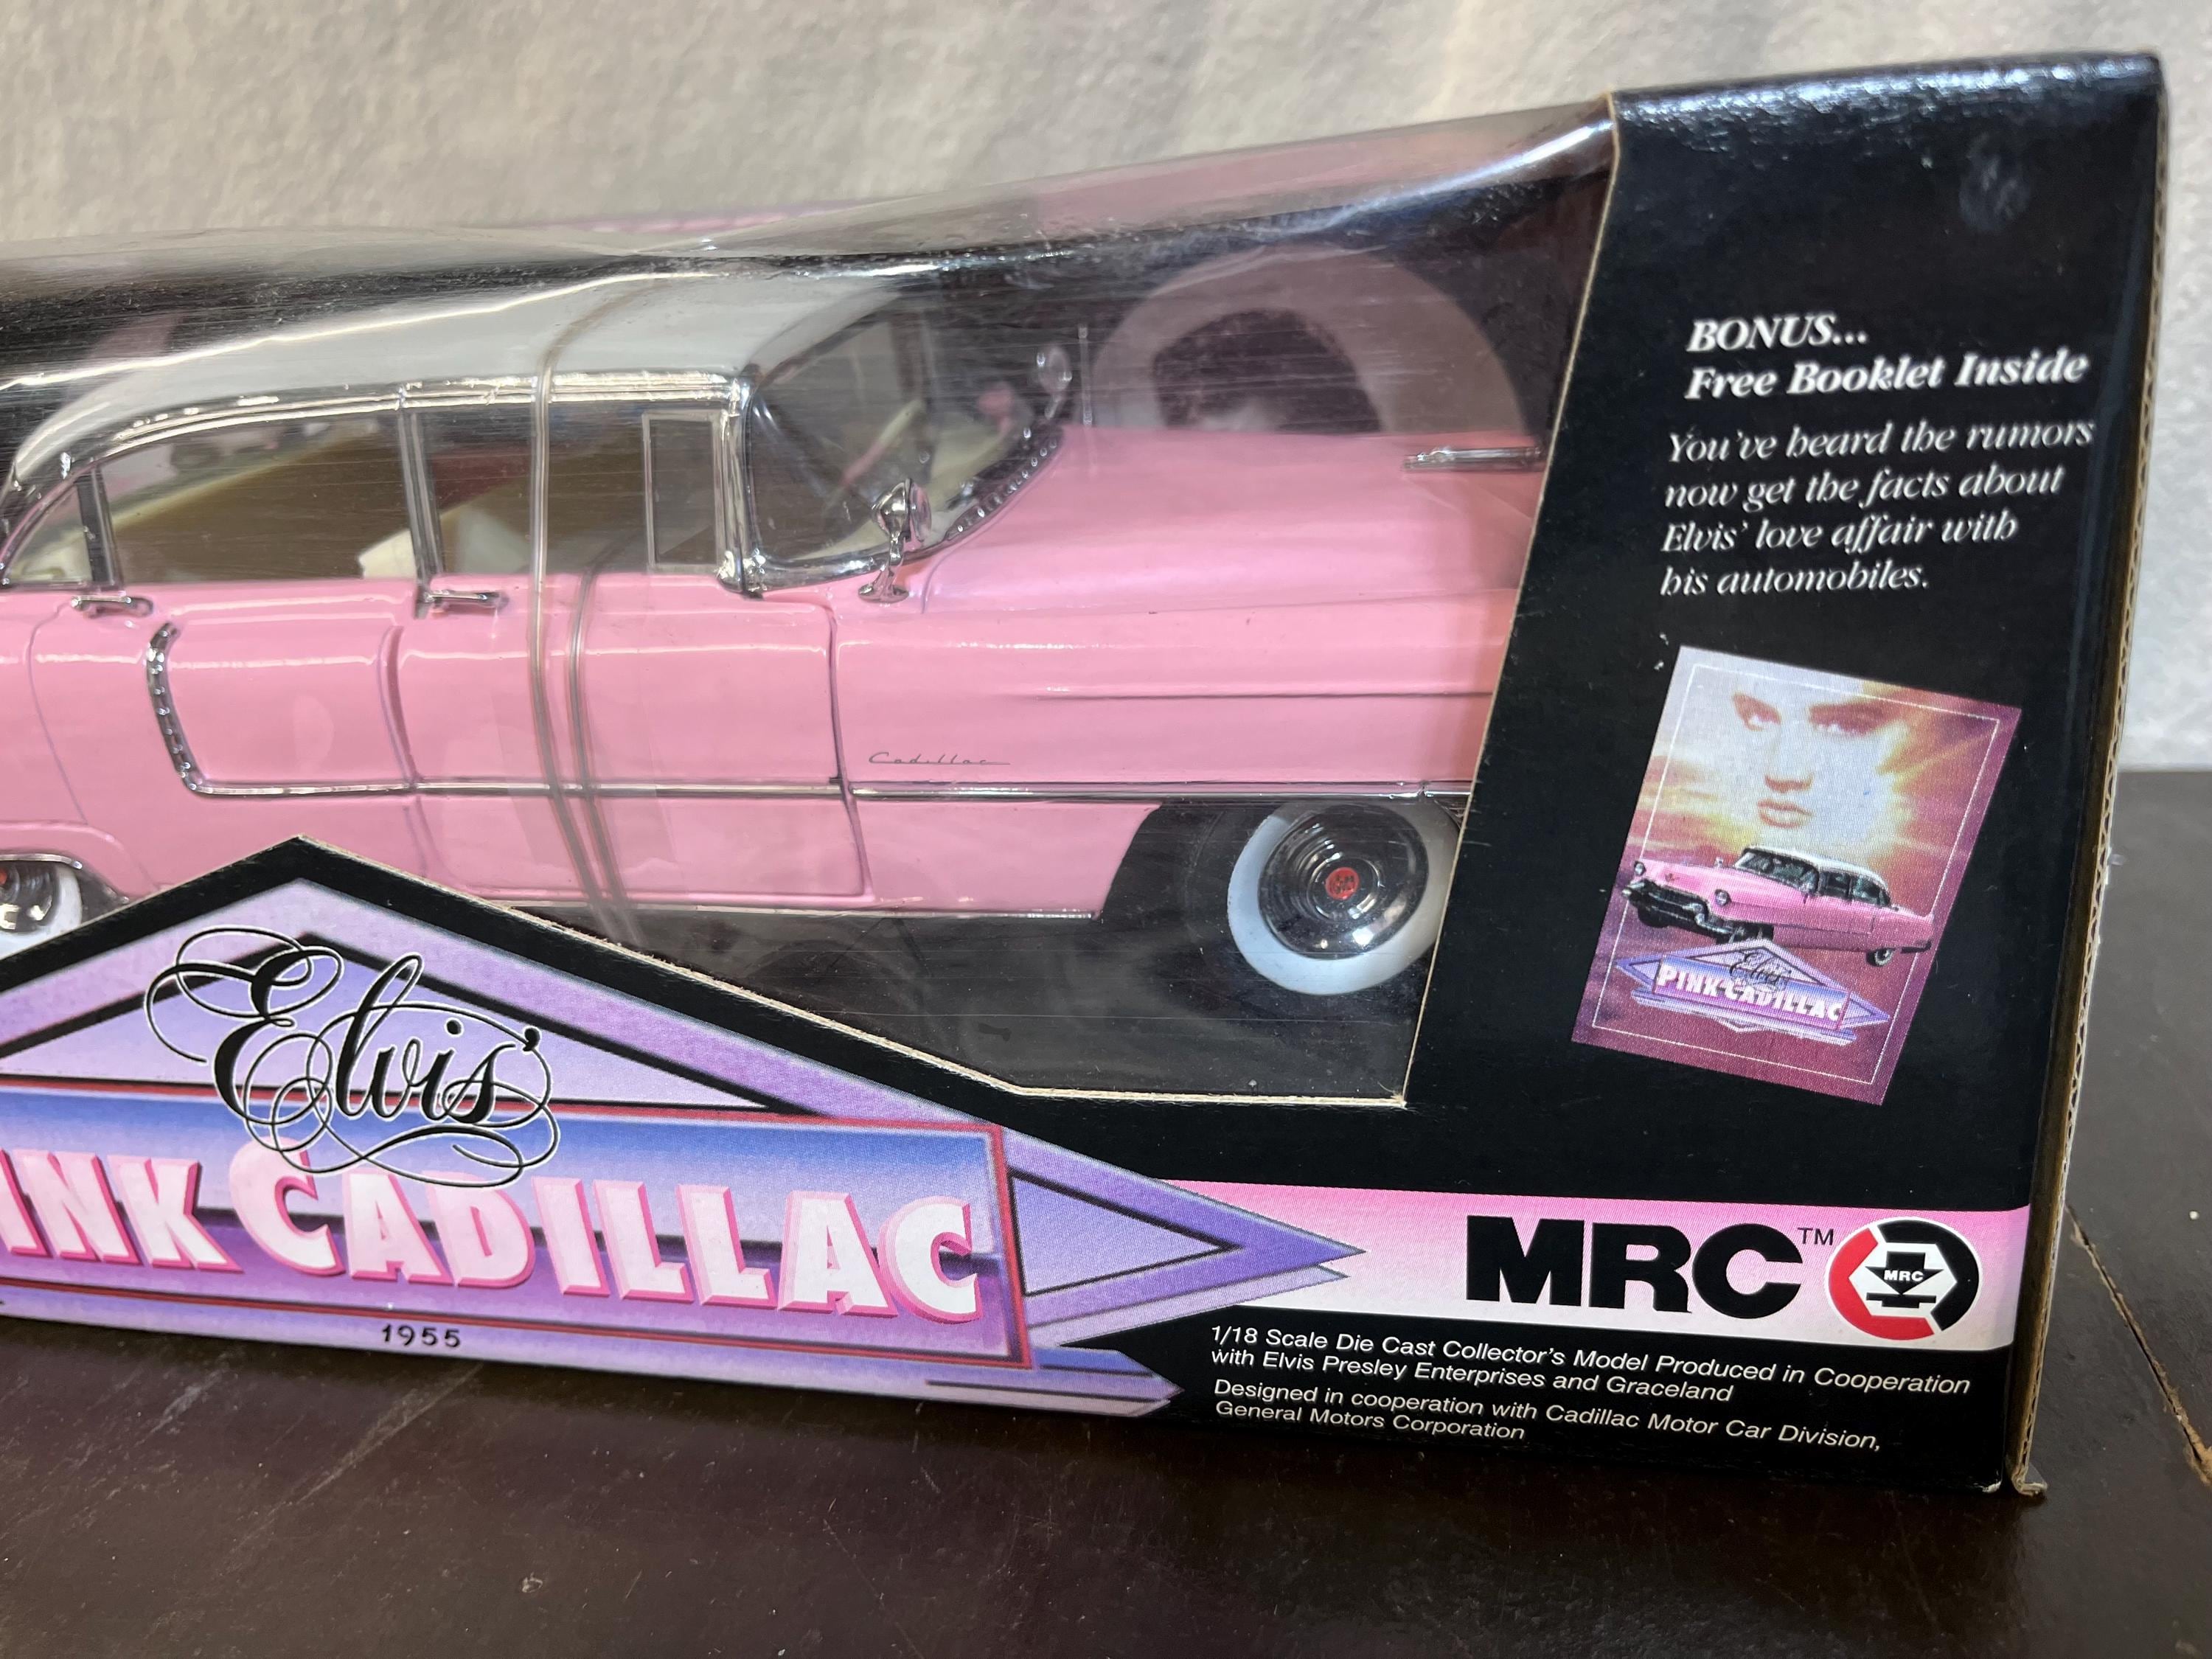 BONUS...
Free Booklet Inside
You've heard the rumors
now get the facts about
Elvis' love affair with
his automobiles.
Cadillac
Elvis'
PINK CADILLAC
Elvis'
INK CADILLAC
1955
MRC™
MRC
1/18 Scale Die Cast Collector's Model Produced in Cooperation
with Elvis Presley Enterprises and Graceland
Designed in cooperation with Cadillac Motor Car Division,
General Motors Corporation